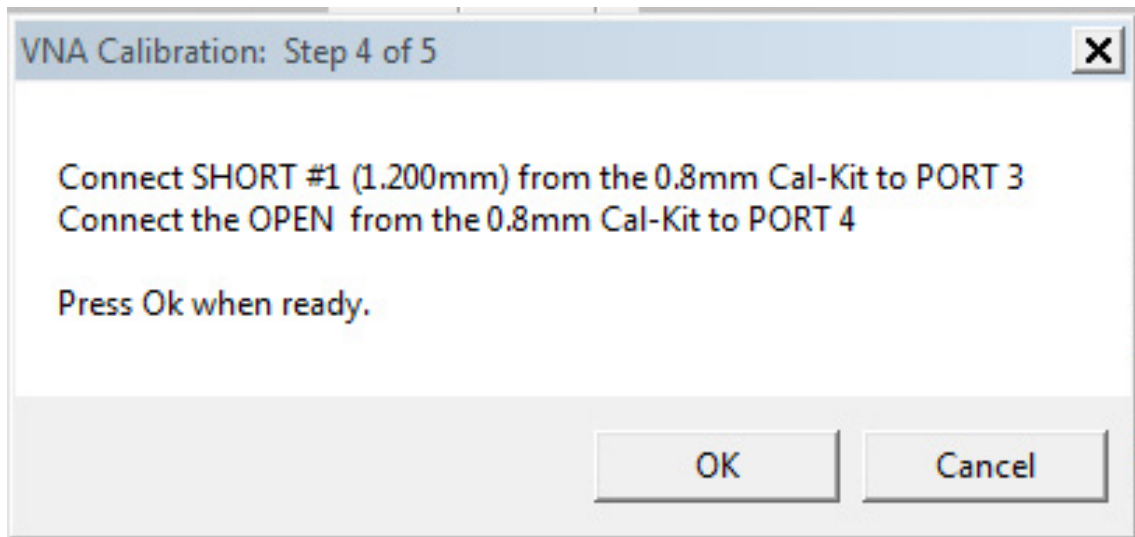 VNA Calibration: Step 4 of 5
Connect SHORT #1 (1.200mm) from the 0.8mm Cal-Kit to PORT 3
Connect the OPEN from the 0.8mm Cal-Kit to PORT 4
Press Ok when ready.
OK Cancel